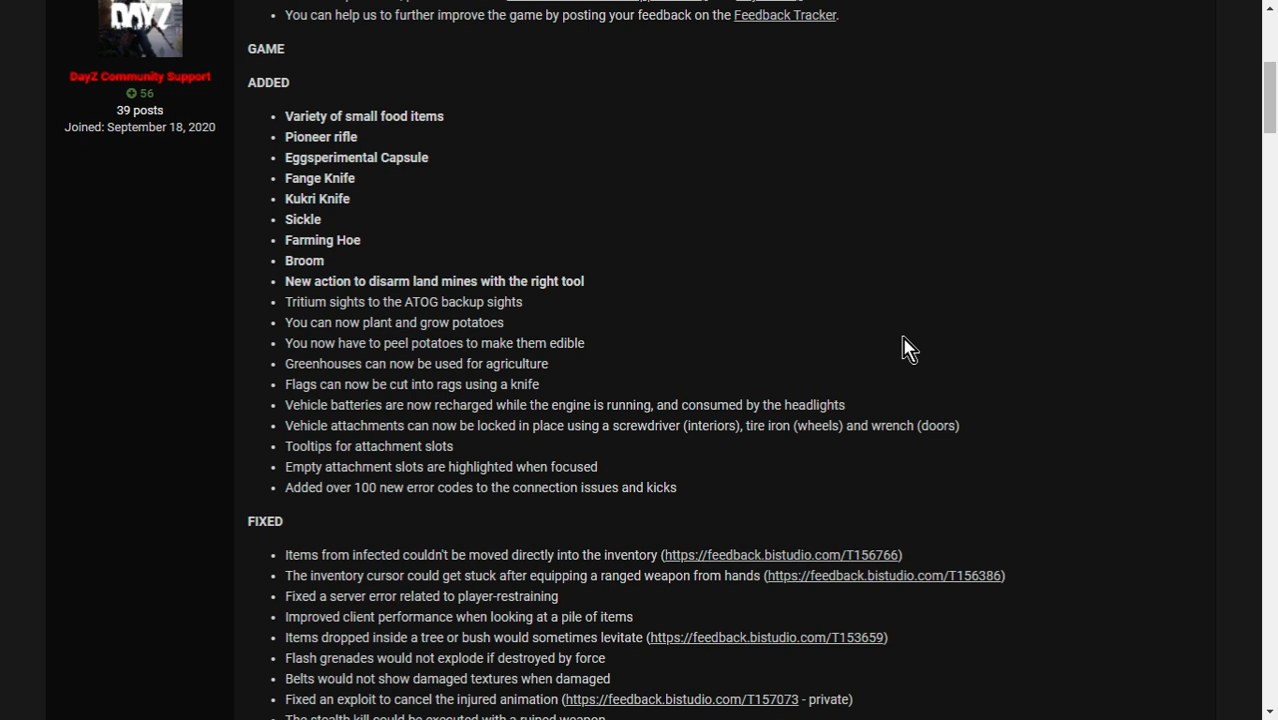 DAYZ
DayZ Community Support
56
39 posts
Joined: September 18, 2020
You can help us to further improve the game by posting your feedback on the Feedback Tracker.
GAME
ADDED
Variety of small food items
Pioneer rifle
Eggsperimental Capsule
Fange Knife
Kukri Knife
Sickle
Farming Hoe
Broom
New action to disarm land mines with the right tool
Tritium sights to the ATOG backup sights
You can now plant and grow potatoes
You now have to peel potatoes to make them edible
Greenhouses can now be used for agriculture
Flags can now be cut into rags using a knife
Vehicle batteries are now recharged while the engine is running, and consumed by the headlights
Vehicle attachments can now be locked in place using a screwdriver (interiors), tire iron (wheels) and wrench (doors)
Tooltips for attachment slots
Empty attachment slots are highlighted when focused
Added over 100 new error codes to the connection issues and kicks
FIXED
Items from infected couldn't be moved directly into the inventory (https://feedback.bistudio.com/T156766)
The inventory cursor could get stuck after equipping a ranged weapon from hands (https://feedback.bistudio.com/T156386)
Fixed a server error related to player-restraining
Improved client performance when looking at a pile of items
Items dropped inside a tree or bush would sometimes levitate (https://feedback.bistudio.com/T153659)
Flash grenades would not explode if destroyed by force
Belts would not show damaged textures when damaged
Fixed an exploit to cancel the injured animation (https://feedback.bistudio.com/T157073 - private)
The stealth kill could be executed with a ruined weapon